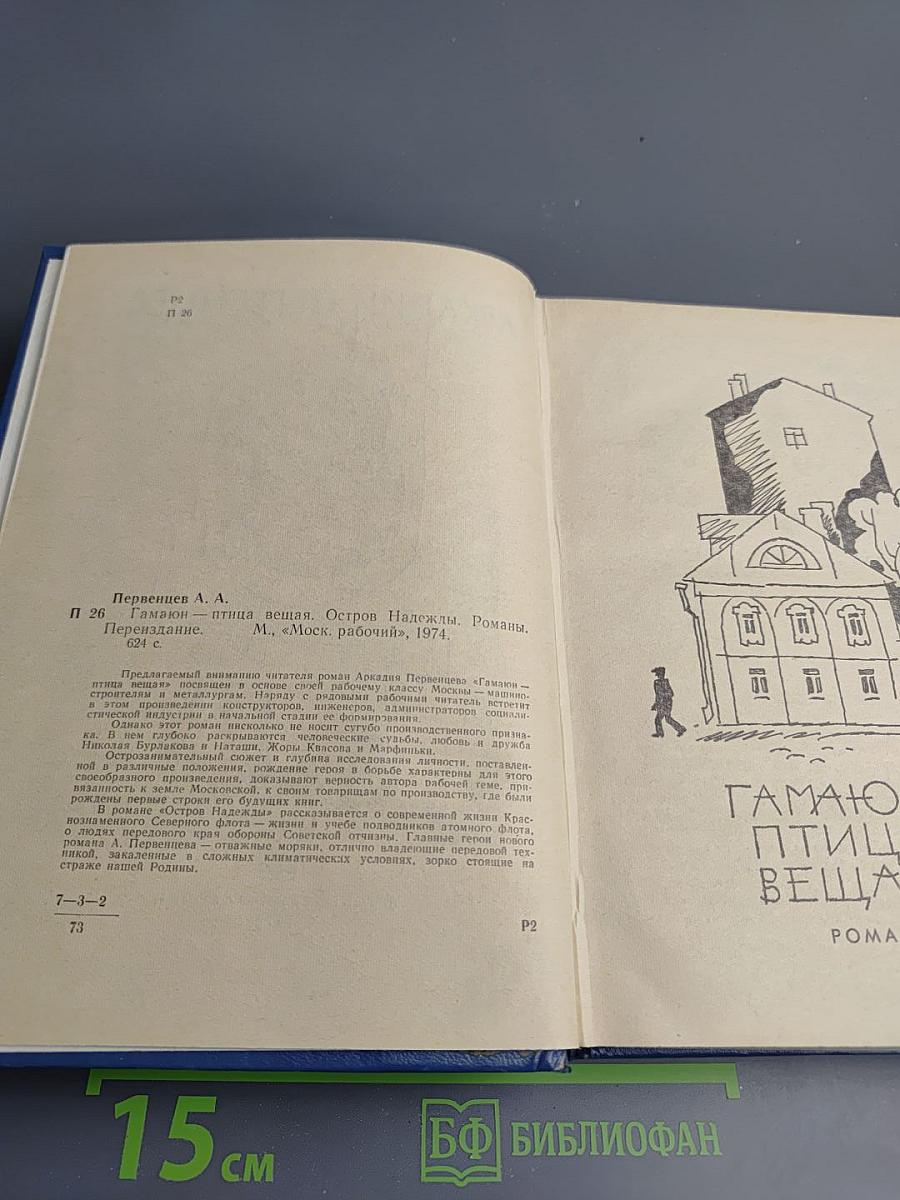 Р2
П 26
Первенцев А. А.
П 26 Гамаюн — птица вещая. Остров Надежды. Романы.
Переиздание. М., «Моск. рабочий», 1974.
624 с.
Предлагаемый вниманию читателя роман Аркадия Первенцева «Гамаюн —
птица вещая» посвящен в основе своей рабочему классу Москвы — машино-
строителям и металлургам. Наряду с рядовыми рабочими читатель встретит
в этом произведении конструкторов, инженеров, администраторов социали-
стической индустрии в начальной стадии ее формирования.
Однако этот роман нисколько не носит сугубо производственного призна-
ка. В нем глубоко раскрываются человеческие судьбы, любовь и дружба
Николая Бурлакова и Наташи, Жоры Квасова и Марфиньки.
Острозанимательный сюжет и глубина исследования личности, поставлен-
ной в различные положения, рождение героя в борьбе характерны для этого
своеобразного произведения, доказывают верность автора рабочей теме, при-
вязанность к земле Московской, к своим товарищам по производству, где были
рождены первые строки его будущих книг.
В романе «Остров Надежды» рассказывается о современной жизни Крас-
нознаменного Северного флота — жизни и учебе подводников атомного флота,
о людях передового края обороны Советской отчизны. Главные герои нового
романа А. Первенцева — отважные моряки, отлично владеющие передовой тех-
никой, закаленные в сложных климатических условиях, зорко стоящие на
страже нашей Родины.
7—3—2
73 Р2
ГАМАЮ
ПТИЦ
ВЕЩА
РОМА
15 см
БФ БИБЛИОФАН